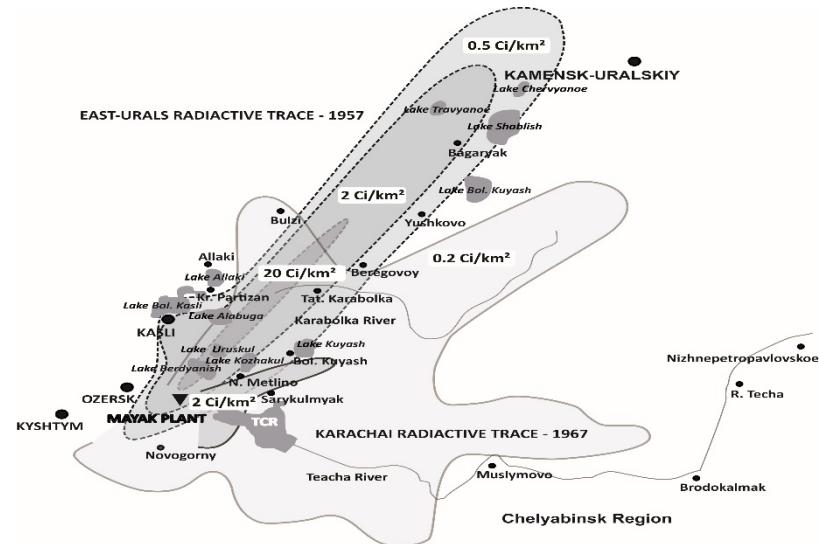 0.5 Ci/km²
KAMENSK-URALSKIY
Lake Chervyanoe
Lake Travyanoe
EAST-URALS RADIACTIVE TRACE - 1957
Lake Shablish
Bagaryak
2 Ci/km²
Lake Bol. Kuyash
Bulzi
Yushkovo
Allaki
0.2 Ci/km²
20 Ci/km²
Beregovoy
Lake Allaki
Kr. Partizan
Tat. Karabolka
Lake Bol. Kasli
Lake Alabuga
Karabolka River
KASLI
Lake Kuyash
Lake Uruskul
Lake Kozhakul
Bol. Kuyash
Nizhnepetropavlovskoe
Lake Berdyanish
N. Metlino
R. Techa
OZERSK
2 Ci/km²
Sarykulmyak
MAYAK PLANT
KYSHTYM
TCR
KARACHAI RADIACTIVE TRACE - 1967
Novogorny
Teacha River
Muslymovo
Brodokalmak
Chelyabinsk Region